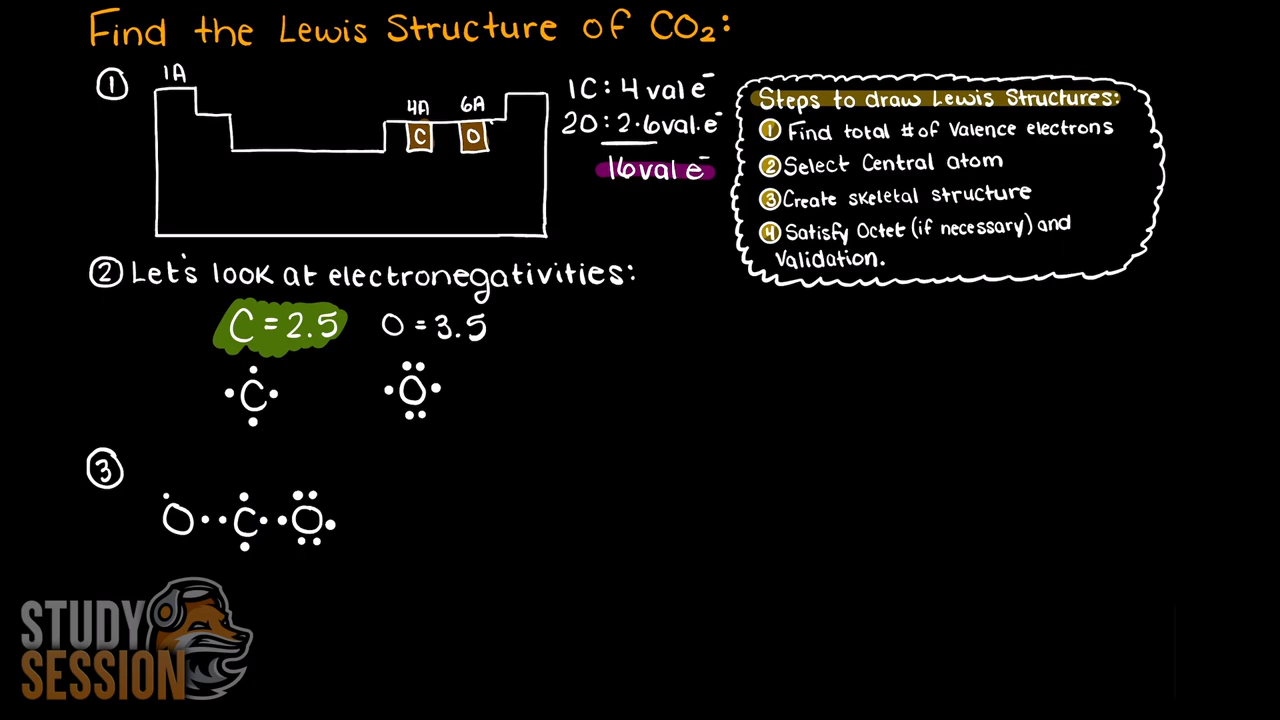 Find the Lewis Structure of CO₂:
①
1A
4A
6A
C
O
1C: 4 val e⁻
2O: 2·6 val. e⁻
16 val e⁻
Steps to draw Lewis Structures:
① Find total # of Valence electrons
② Select Central atom
③ Create skeletal structure
④ Satisfy Octet (if necessary) and
Validation.
② Let's look at electronegativities:
C = 2.5
O = 3.5
C
O
③
O C O
STUDY
SESSION